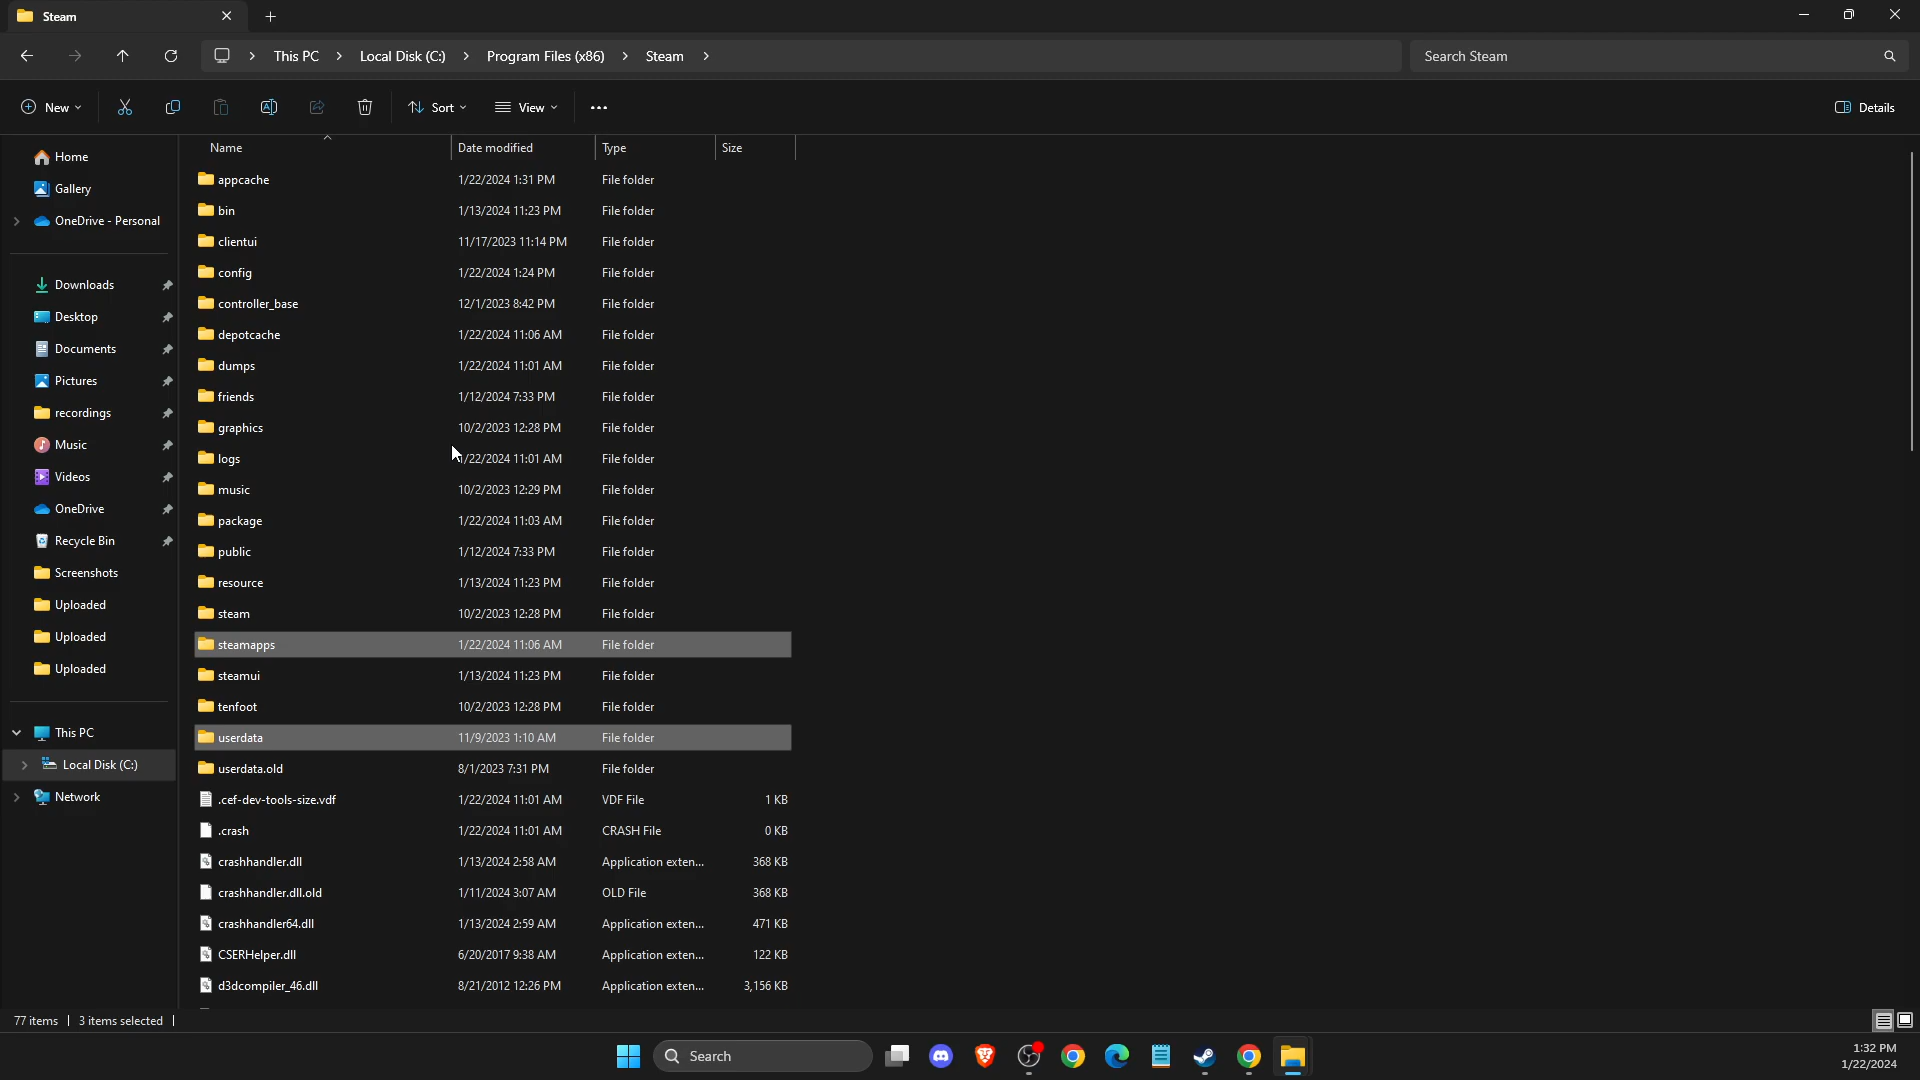 Steam
This PC > Local Disk (C:) > Program Files (x86) > Steam >
Search Steam
New
Sort
View
Details
Home
Gallery
OneDrive - Personal
Downloads
Desktop
Documents
Pictures
recordings
Music
Videos
OneDrive
Recycle Bin
Screenshots
Uploaded
Uploaded
Uploaded
This PC
Local Disk (C:)
Network
Name Date modified Type Size
appcache 1/22/2024 1:31 PM File folder
bin 1/13/2024 11:23 PM File folder
clientui 11/17/2023 11:14 PM File folder
config 1/22/2024 1:24 PM File folder
controller_base 12/1/2023 8:42 PM File folder
depotcache 1/22/2024 11:06 AM File folder
dumps 1/22/2024 11:01 AM File folder
friends 1/12/2024 7:33 PM File folder
graphics 10/2/2023 12:28 PM File folder
logs 1/22/2024 11:01 AM File folder
music 10/2/2023 12:29 PM File folder
package 1/22/2024 11:03 AM File folder
public 1/12/2024 7:33 PM File folder
resource 1/13/2024 11:23 PM File folder
steam 10/2/2023 12:28 PM File folder
steamapps 1/22/2024 11:06 AM File folder
steamui 1/13/2024 11:23 PM File folder
tenfoot 10/2/2023 12:28 PM File folder
userdata 11/9/2023 1:10 AM File folder
userdata.old 8/1/2023 7:31 PM File folder
.cef-dev-tools-size.vdf 1/22/2024 11:01 AM VDF File 1 KB
.crash 1/22/2024 11:01 AM CRASH File 0 KB
crashhandler.dll 1/13/2024 2:58 AM Application exten... 368 KB
crashhandler.dll.old 1/11/2024 3:07 AM OLD File 368 KB
crashhandler64.dll 1/13/2024 2:59 AM Application exten... 471 KB
CSERHelper.dll 6/20/2017 9:38 AM Application exten... 122 KB
d3dcompiler_46.dll 8/21/2012 12:26 PM Application exten... 3,156 KB
77 items 3 items selected
Search
1:32 PM
1/22/2024